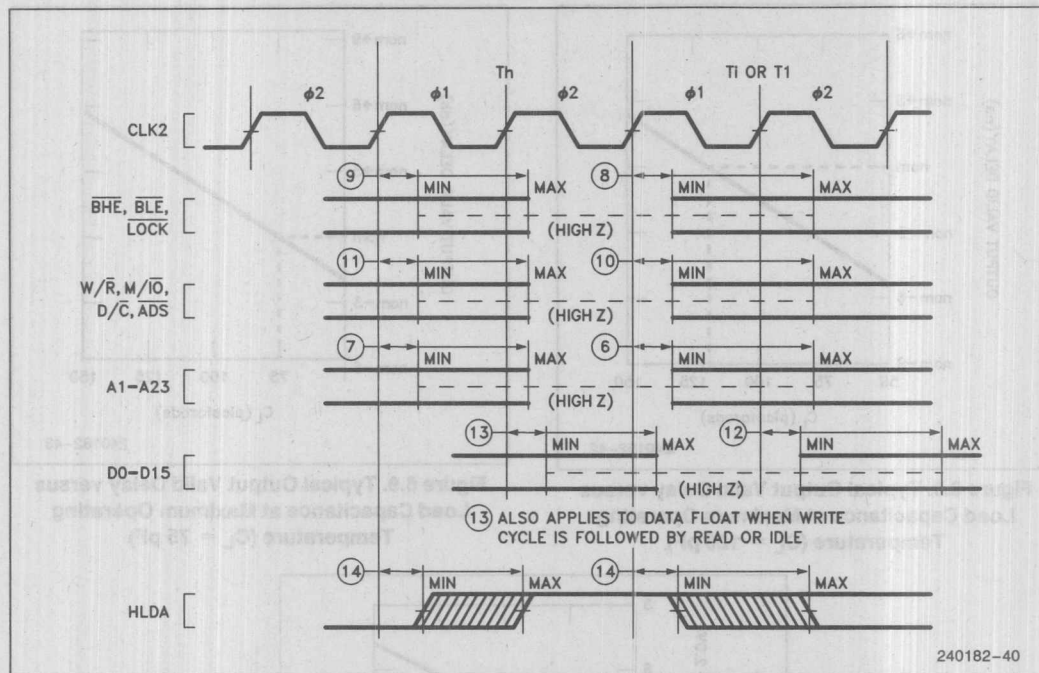 Th Ti OR T1
ϕ2 ϕ1 ϕ2 ϕ1 ϕ2
CLK2
9 MIN MAX 8 MIN MAX
BHE, BLE,
LOCK
(HIGH Z)
11 MIN MAX 10 MIN MAX
W/R, M/IO,
D/C, ADS
(HIGH Z)
7 MIN MAX 6 MIN MAX
A1–A23
(HIGH Z)
13 MIN MAX 12 MIN MAX
D0–D15
(HIGH Z)
13 ALSO APPLIES TO DATA FLOAT WHEN WRITE
CYCLE IS FOLLOWED BY READ OR IDLE
14 MIN MAX 14 MIN MAX
HLDA
240182–40